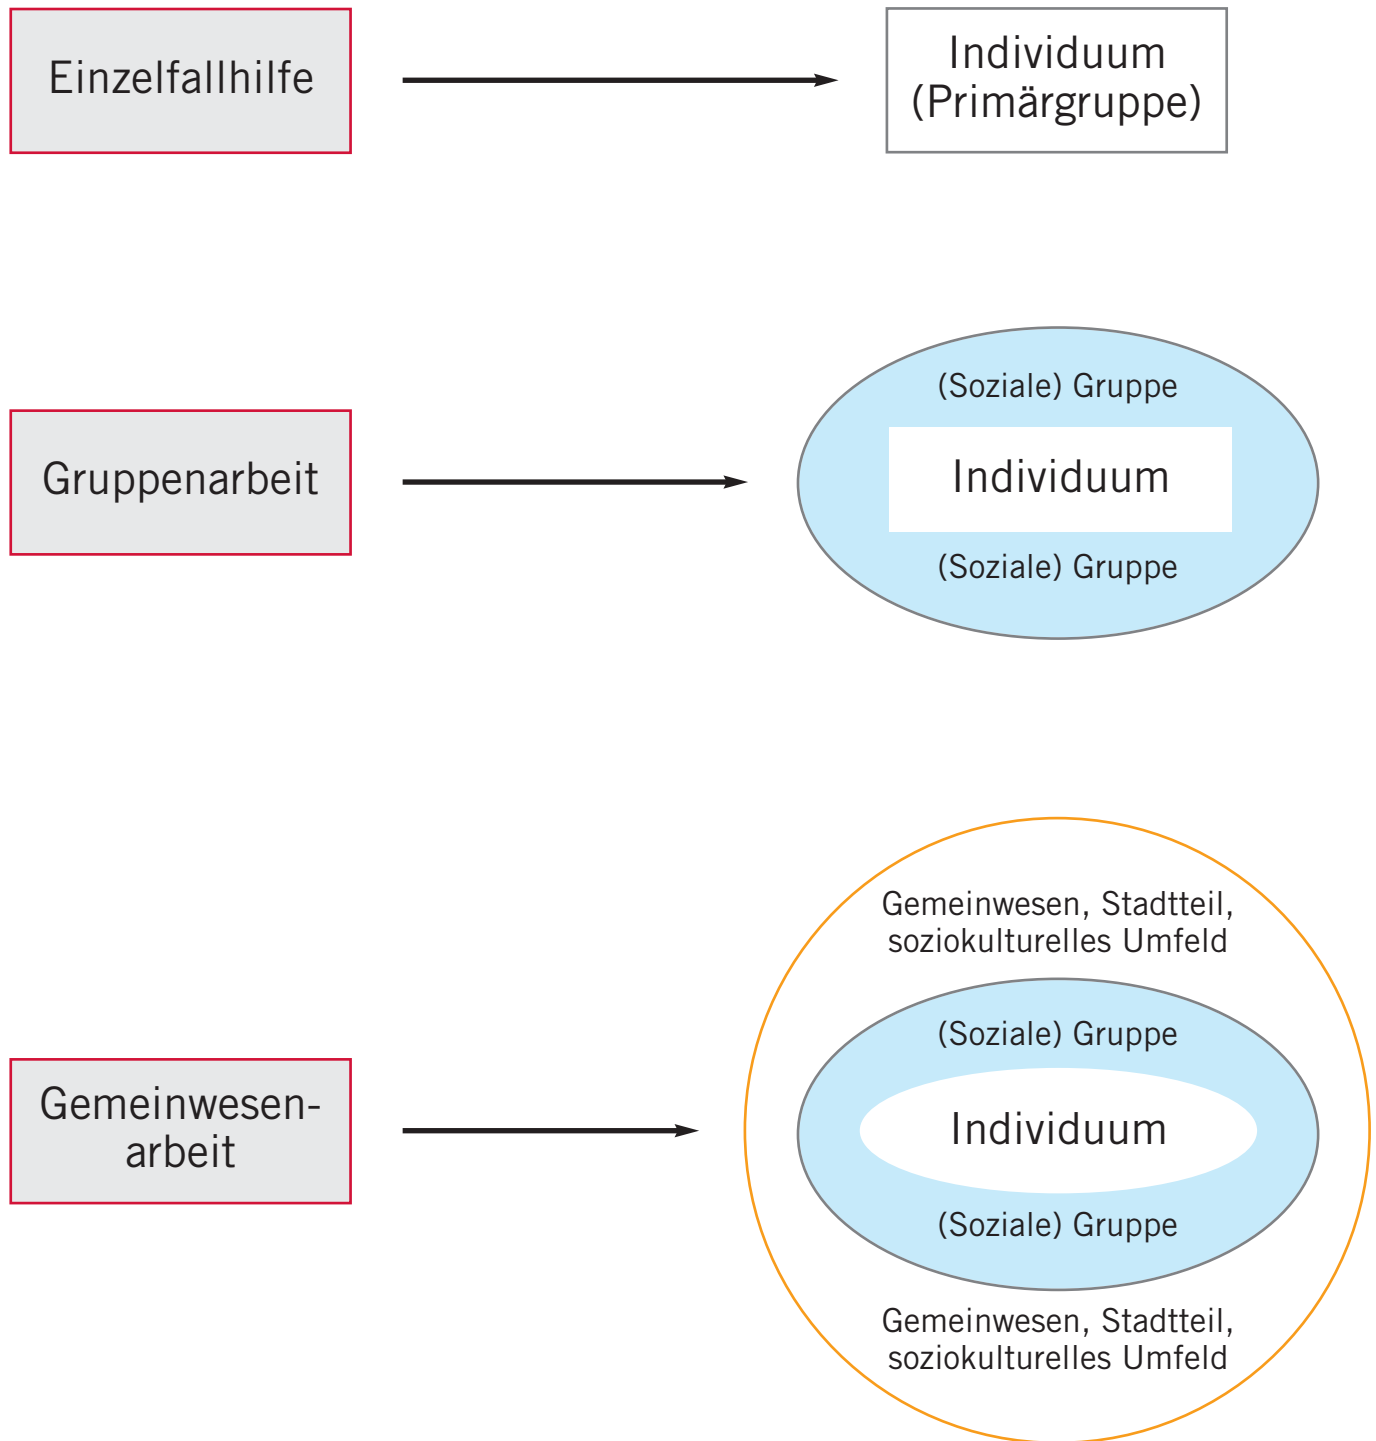 Einzelfallhilfe
Individuum
(Primärgruppe)
Gruppenarbeit
(Soziale) Gruppe
Individuum
(Soziale) Gruppe
Gemeinwesen-
arbeit
Gemeinwesen, Stadtteil,
soziokulturelles Umfeld
(Soziale) Gruppe
Individuum
(Soziale) Gruppe
Gemeinwesen, Stadtteil,
soziokulturelles Umfeld